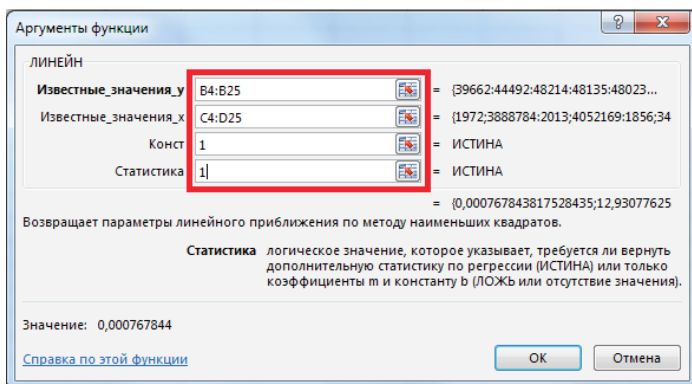 Аргументы функции
ЛИНЕЙН
Известные_значения_y B4:B25 = {39662:44492:48214:48135:48023...
Известные_значения_x C4:D25 = {1972;3888784:2013;4052169:1856;34
Конст 1 = ИСТИНА
Статистика 1 = ИСТИНА
= {0,000767843817528435;12,93077625
Возвращает параметры линейного приближения по методу наименьших квадратов.
Статистика логическое значение, которое указывает, требуется ли вернуть
дополнительную статистику по регрессии (ИСТИНА) или только
коэффициенты m и константу b (ЛОЖЬ или отсутствие значения).
Значение: 0,000767844
Справка по этой функции OK Отмена